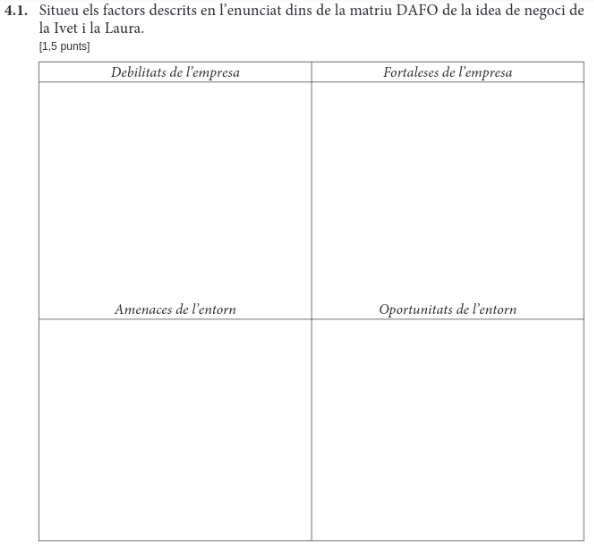 4.1. Situeu els factors descrits en l'enunciat dins de la matriu DAFO de la idea de negoci de
la Ivet i la Laura.
[1,5 punts]
Debilitats de l'empresa
Fortaleses de l'empresa
Amenaces de l'entorn
Oportunitats de l'entorn